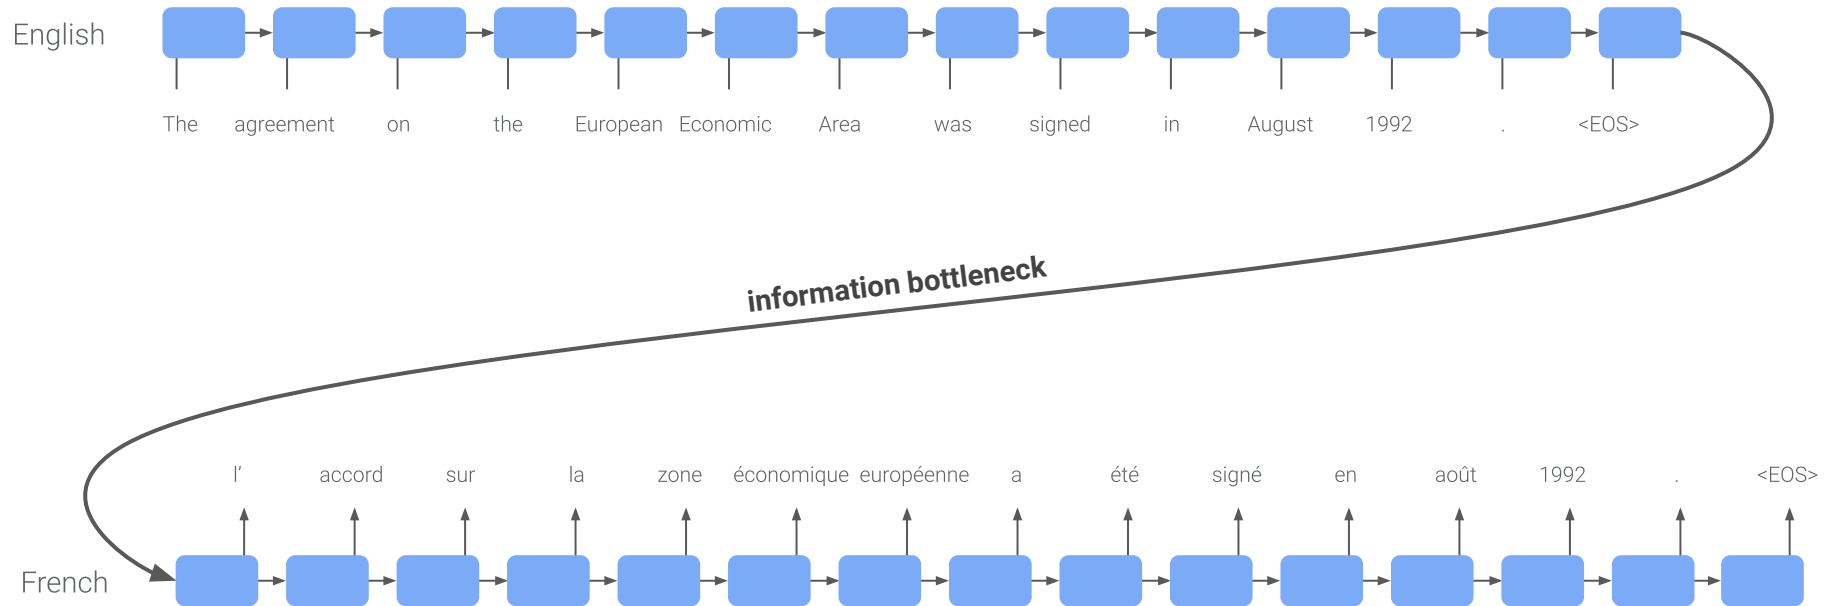 English
The agreement on the European Economic Area was signed in August 1992 . <EOS>
information bottleneck
l' accord sur la zone économique européenne a été signé en août 1992 . <EOS>
French